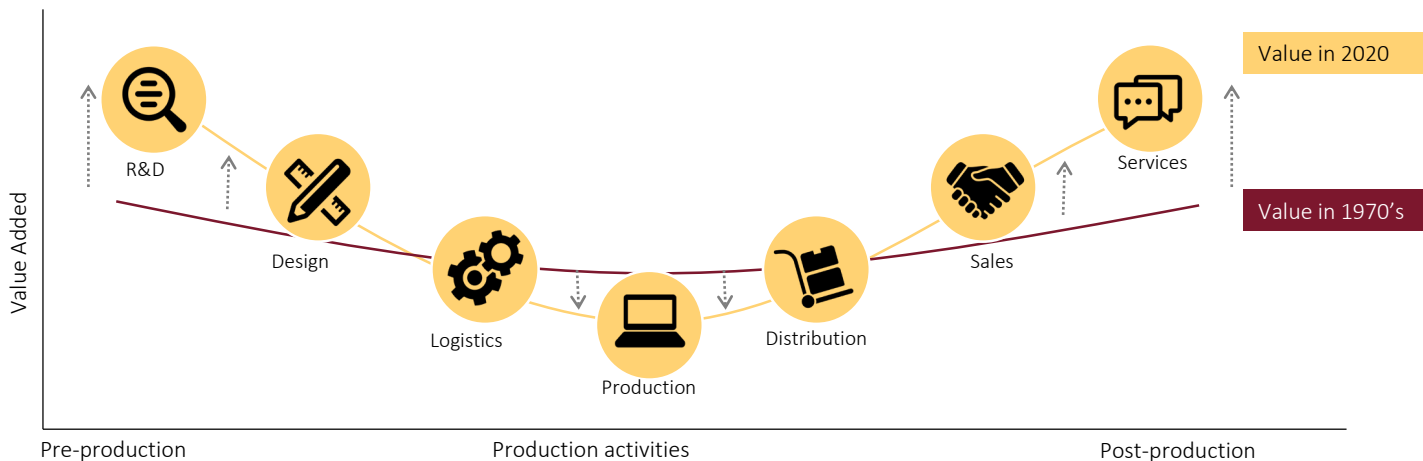 Value in 2020
R&D
Services
Value in 1970's
Value Added
Design
Sales
Logistics
Distribution
Production
Pre-production
Production activities
Post-production